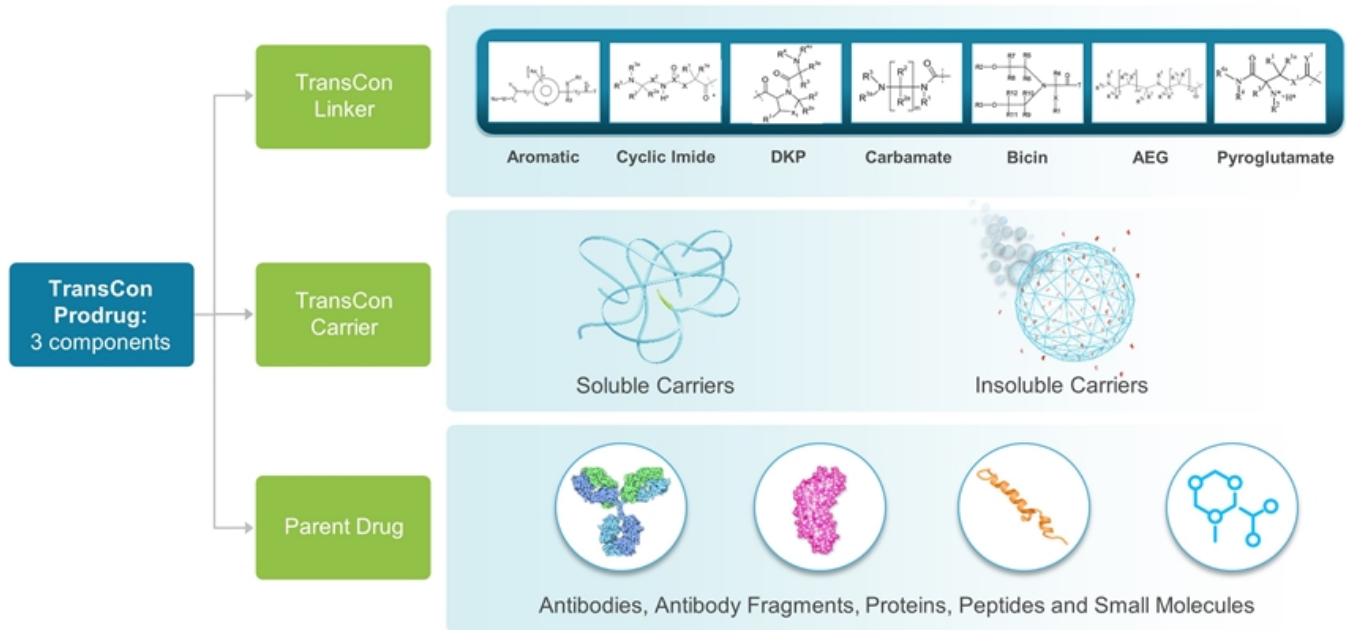 TransCon
Prodrug:
3 components
TransCon
Linker
Aromatic
Cyclic Imide
DKP
Carbamate
Bicin
AEG
Pyroglutamate
TransCon
Carrier
Soluble Carriers
Insoluble Carriers
Parent Drug
Antibodies, Antibody Fragments, Proteins, Peptides and Small Molecules